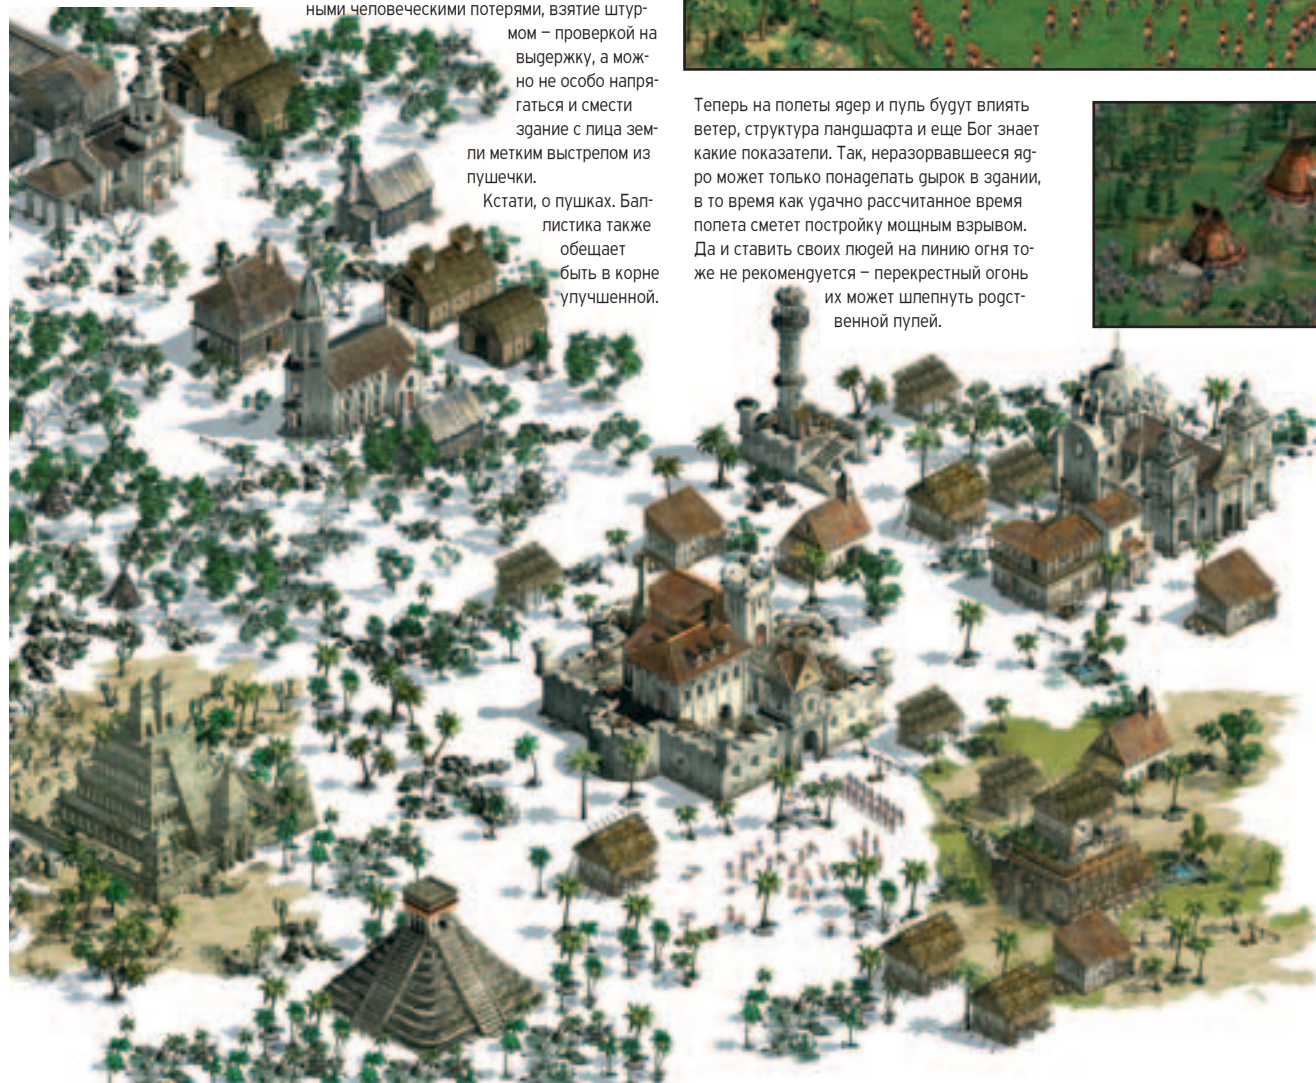 ными человеческими потерями, взятие штур-
мом – проверкой на
выдержку, а мож-
но не особо напря-
гаться и смести
здание с лица зем-
ли метким выстрелом из
пушечки.
Кстати, о пушках. Бал-
листика также
обещает
быть в корне
улучшенной.
Теперь на полеты ядер и пуль будут влиять
ветер, структура ландшафта и еще Бог знает
какие показатели. Так, неразорвавшееся яд-
ро может только понаделать дырок в здании,
в то время как удачно рассчитанное время
полета сметет постройку мощным взрывом.
Да и ставить своих людей на линию огня то-
же не рекомендуется – перекрестный огонь
их может шлепнуть родст-
венной пулей.